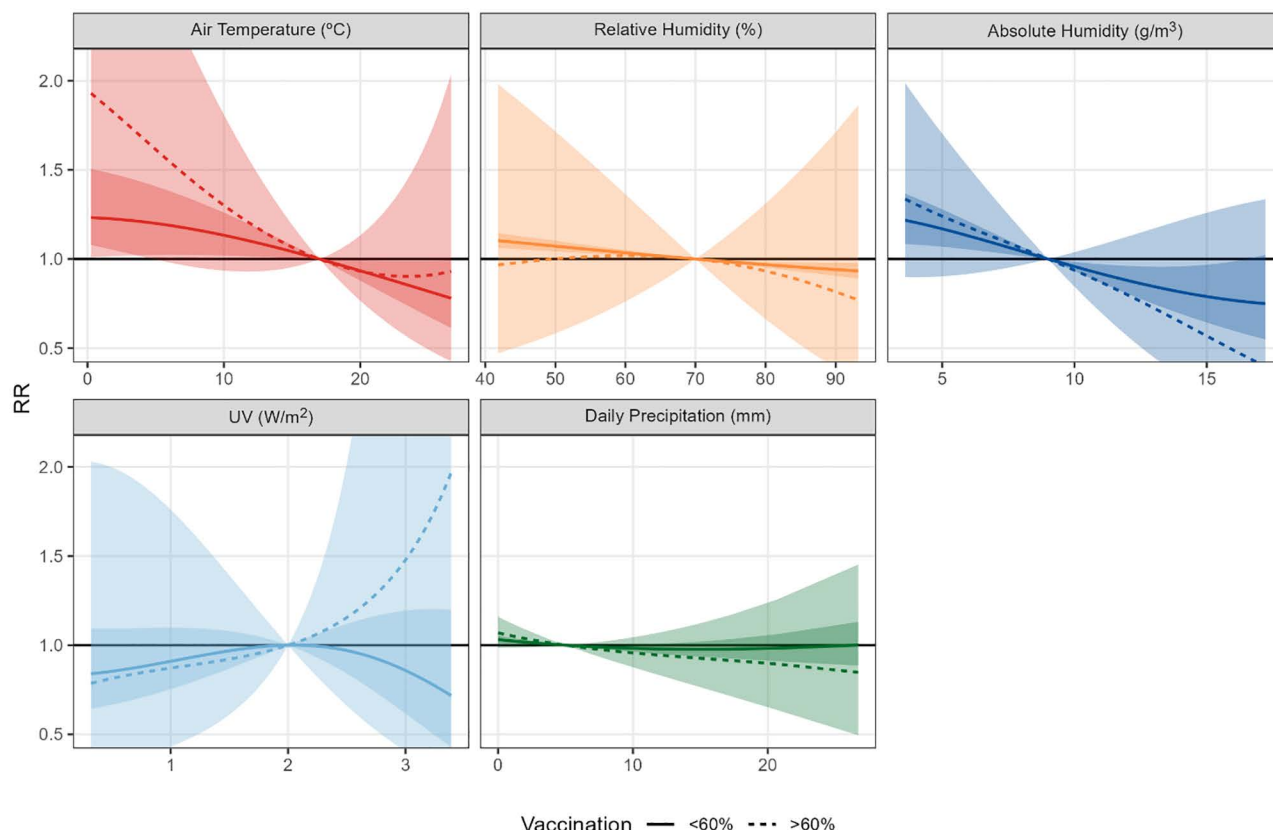 Air Temperature (ºC)
Relative Humidity (%)
Absolute Humidity (g/m³)
2.0
1.5
1.0
0.5
0 10 20
40 50 60 70 80 90
5 10 15
RR
UV (W/m²)
Daily Precipitation (mm)
2.0
1.5
1.0
0.5
1 2 3
0 10 20
Vaccination <60% >60%